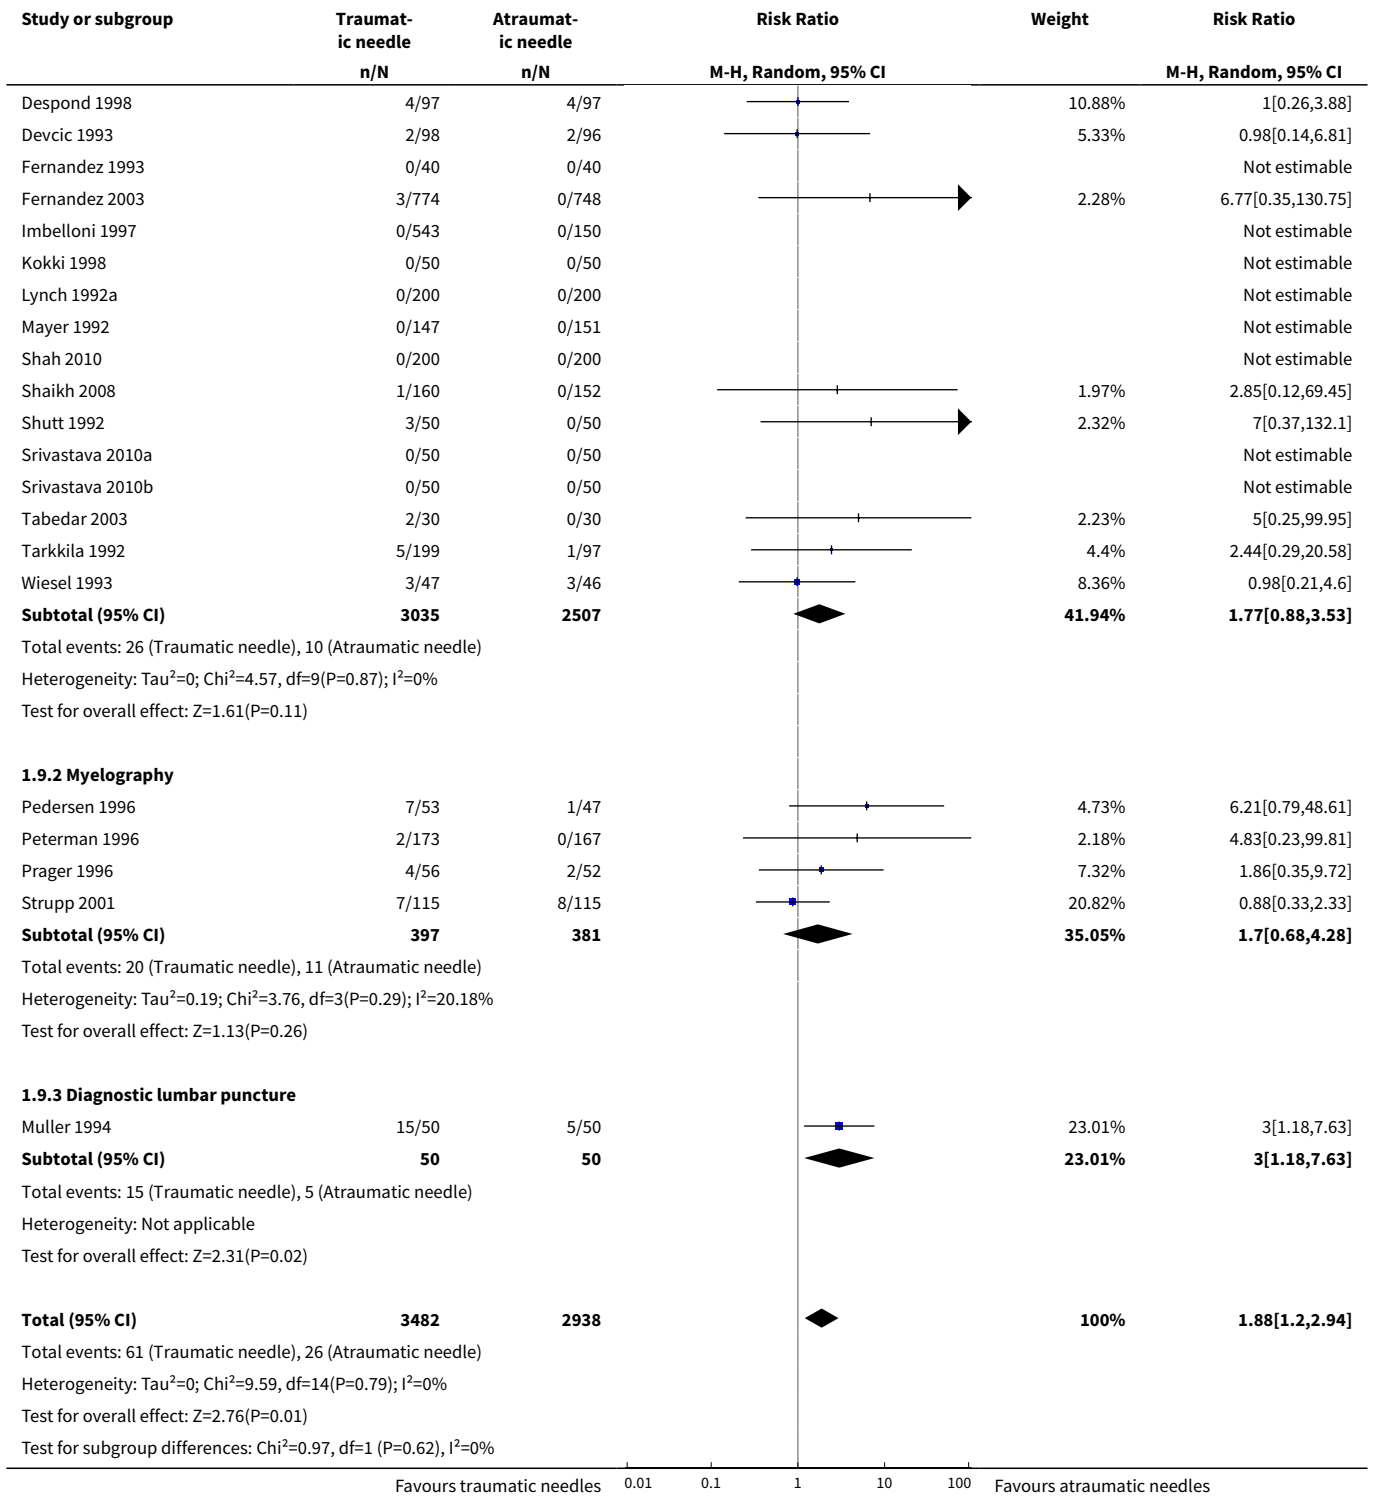 Study or subgroup Traumat- Atraumat- Risk Ratio Weight Risk Ratio
ic needle ic needle
n/N n/N M-H, Random, 95% CI M-H, Random, 95% CI
Despond 1998 4/97 4/97 10.88% 1[0.26,3.88]
Devcic 1993 2/98 2/96 5.33% 0.98[0.14,6.81]
Fernandez 1993 0/40 0/40 Not estimable
Fernandez 2003 3/774 0/748 2.28% 6.77[0.35,130.75]
Imbelloni 1997 0/543 0/150 Not estimable
Kokki 1998 0/50 0/50 Not estimable
Lynch 1992a 0/200 0/200 Not estimable
Mayer 1992 0/147 0/151 Not estimable
Shah 2010 0/200 0/200 Not estimable
Shaikh 2008 1/160 0/152 1.97% 2.85[0.12,69.45]
Shutt 1992 3/50 0/50 2.32% 7[0.37,132.1]
Srivastava 2010a 0/50 0/50 Not estimable
Srivastava 2010b 0/50 0/50 Not estimable
Tabedar 2003 2/30 0/30 2.23% 5[0.25,99.95]
Tarkkila 1992 5/199 1/97 4.4% 2.44[0.29,20.58]
Wiesel 1993 3/47 3/46 8.36% 0.98[0.21,4.6]
Subtotal (95% CI) 3035 2507 41.94% 1.77[0.88,3.53]
Total events: 26 (Traumatic needle), 10 (Atraumatic needle)
Heterogeneity: Tau²=0; Chi²=4.57, df=9(P=0.87); I²=0%
Test for overall effect: Z=1.61(P=0.11)
1.9.2 Myelography
Pedersen 1996 7/53 1/47 4.73% 6.21[0.79,48.61]
Peterman 1996 2/173 0/167 2.18% 4.83[0.23,99.81]
Prager 1996 4/56 2/52 7.32% 1.86[0.35,9.72]
Strupp 2001 7/115 8/115 20.82% 0.88[0.33,2.33]
Subtotal (95% CI) 397 381 35.05% 1.7[0.68,4.28]
Total events: 20 (Traumatic needle), 11 (Atraumatic needle)
Heterogeneity: Tau²=0.19; Chi²=3.76, df=3(P=0.29); I²=20.18%
Test for overall effect: Z=1.13(P=0.26)
1.9.3 Diagnostic lumbar puncture
Muller 1994 15/50 5/50 23.01% 3[1.18,7.63]
Subtotal (95% CI) 50 50 23.01% 3[1.18,7.63]
Total events: 15 (Traumatic needle), 5 (Atraumatic needle)
Heterogeneity: Not applicable
Test for overall effect: Z=2.31(P=0.02)
Total (95% CI) 3482 2938 100% 1.88[1.2,2.94]
Total events: 61 (Traumatic needle), 26 (Atraumatic needle)
Heterogeneity: Tau²=0; Chi²=9.59, df=14(P=0.79); I²=0%
Test for overall effect: Z=2.76(P=0.01)
Test for subgroup differences: Chi²=0.97, df=1 (P=0.62), I²=0%
Favours traumatic needles 0.01 0.1 1 10 100 Favours atraumatic needles